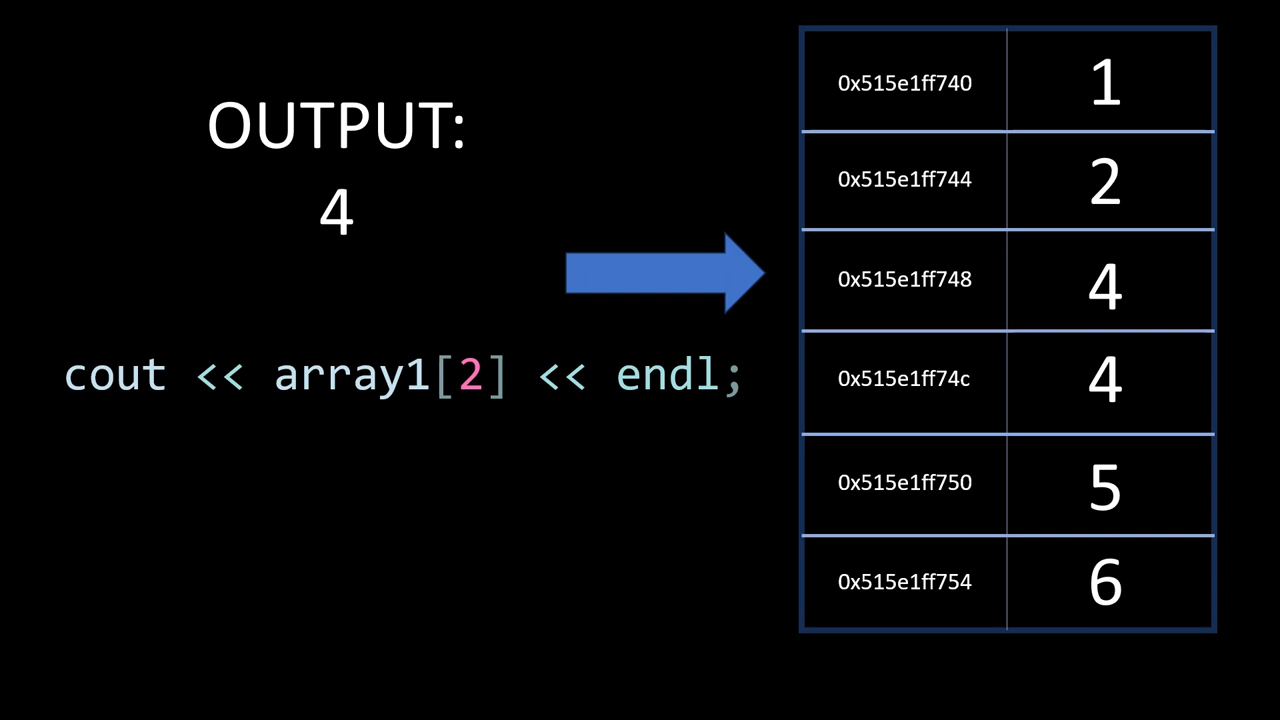 OUTPUT:
4
cout << array1[2] << endl;
0x515e1ff740 1
0x515e1ff744 2
0x515e1ff748 4
0x515e1ff74c 4
0x515e1ff750 5
0x515e1ff754 6